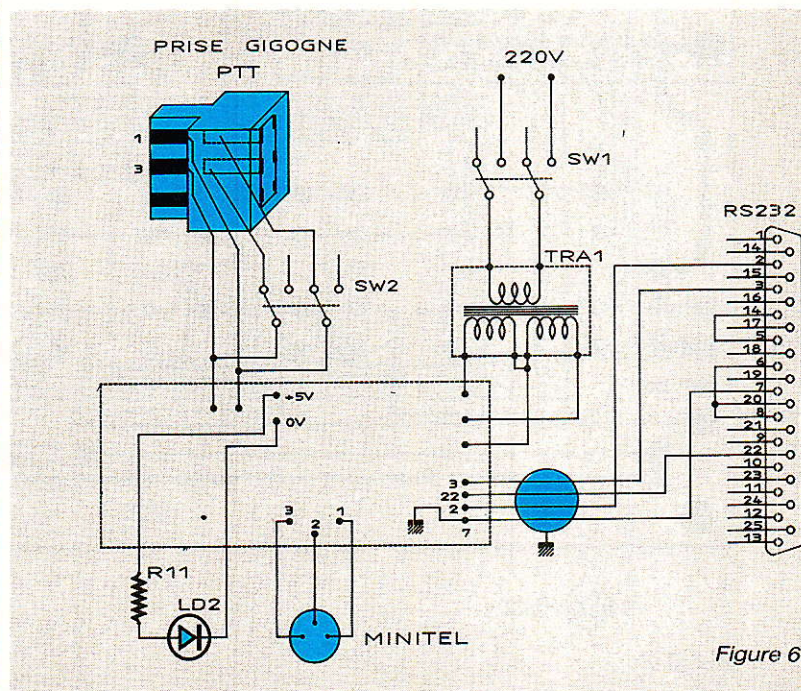 PRISE GIGOGNE
PTT
1
3
220V
SW1
SW2
TRA1
+5V
0V
3
2
1
3
22
2
7
R11
LD2
MINITEL
RS232
1
14
2
15
3
16
14
17
5
18
6
19
7
20
8
21
9
22
10
23
11
24
12
25
13
Figure 6